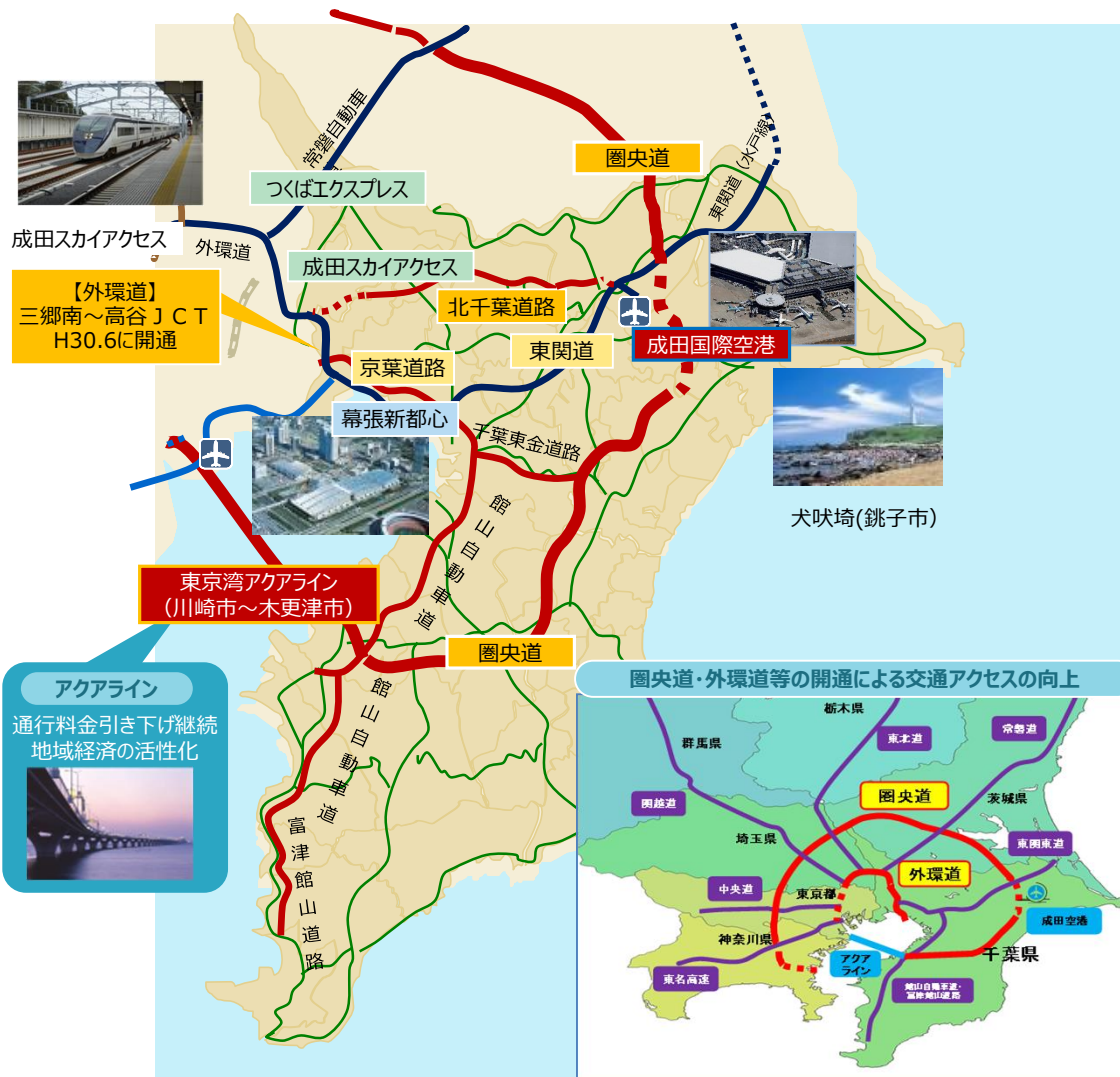 常磐自動車
圏央道
東関道（水戸線）
つくばエクスプレス
成田スカイアクセス
外環道
成田スカイアクセス
【外環道】
三郷南～高谷ＪＣＴ
H30.6に開通
北千葉道路
東関道
成田国際空港
京葉道路
幕張新都心
千葉東金道路
犬吠埼(銚子市）
館山自動車道
東京湾アクアライン
（川崎市～木更津市）
圏央道
アクアライン
通行料金引き下げ継続
地域経済の活性化
館山自動車道
富津館山道路
圏央道・外環道等の開通による交通アクセスの向上
栃木県
群馬県
東北道
常磐道
関越道
圏央道
茨城県
埼玉県
東関東道
外環道
中央道
東京都
成田空港
神奈川県
千葉県
アクア
ライン
東名高速
館山自動車道・
富津館山道路